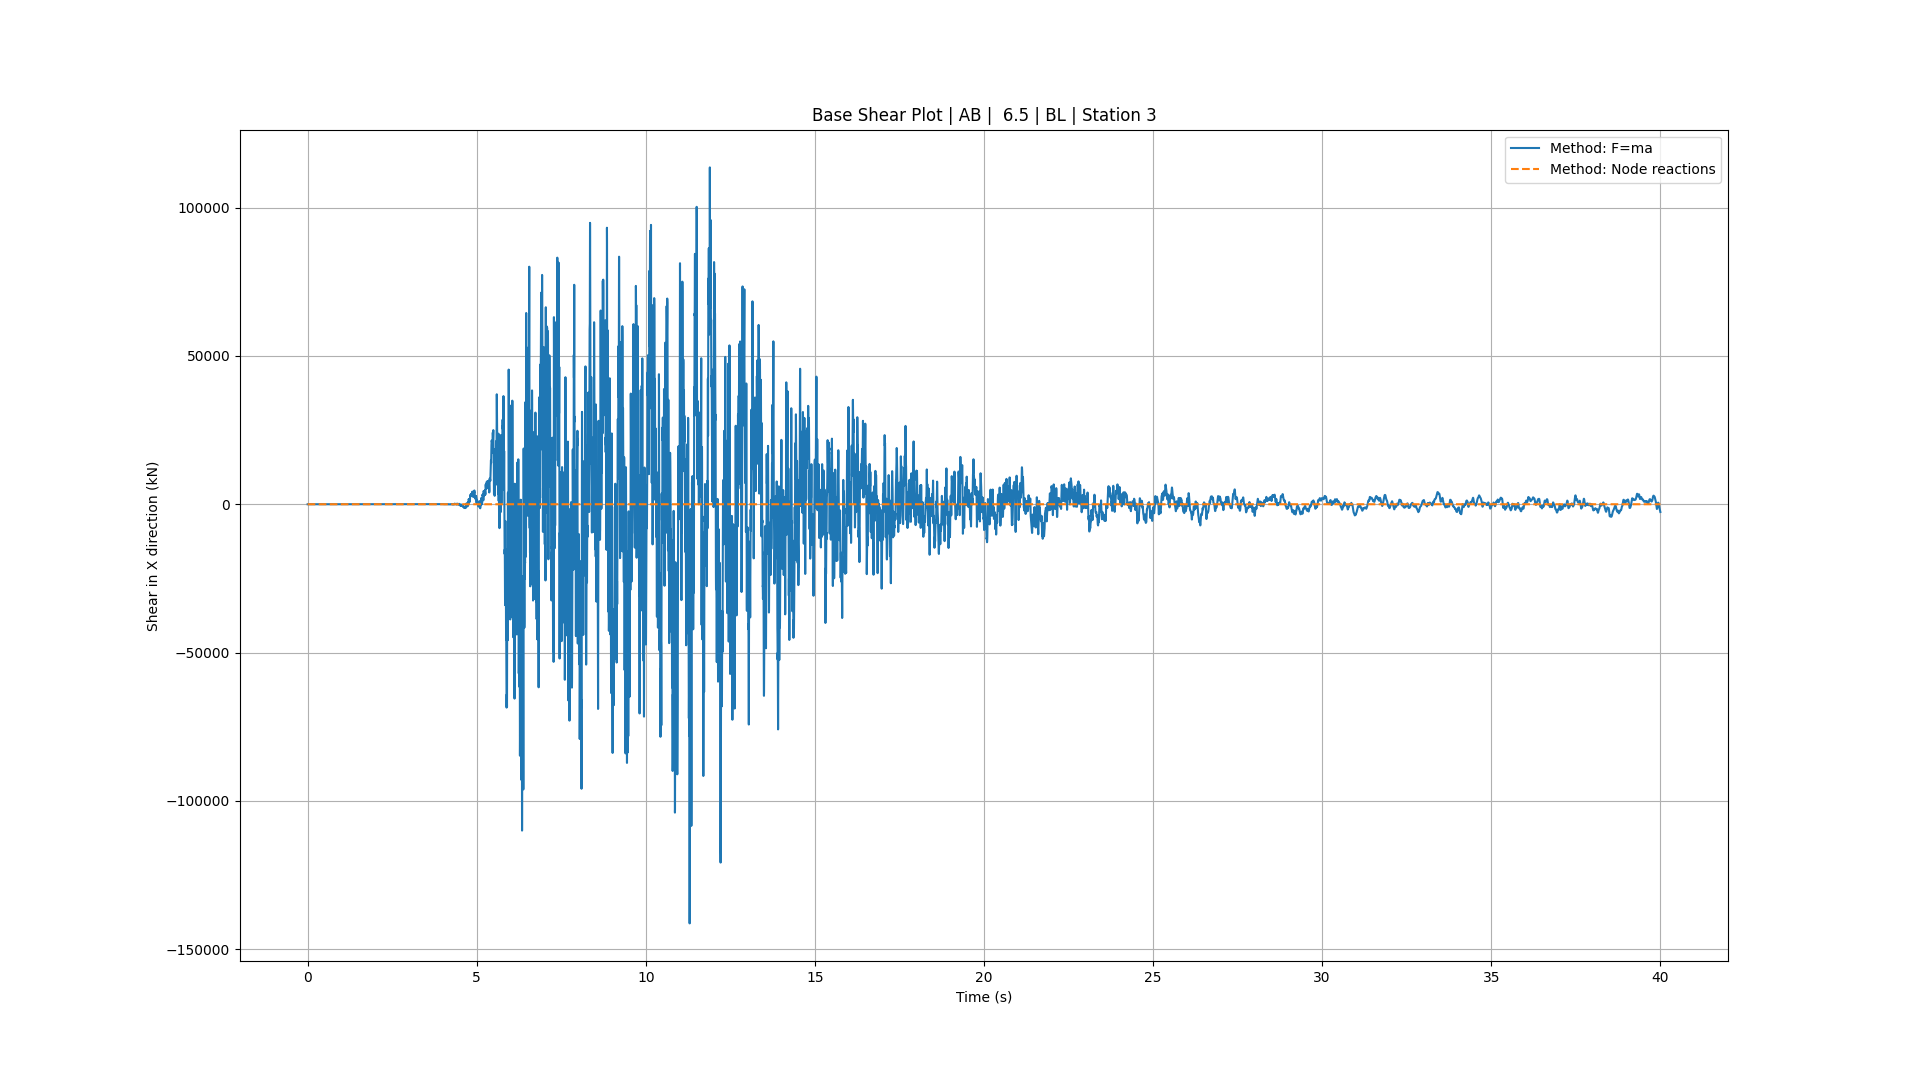 Base Shear Plot | AB |  6.5 | BL | Station 3
Method: F=ma
Method: Node reactions
Shear in X direction (kN)
100000
50000
0
−50000
−100000
−150000
0 5 10 15 20 25 30 35 40
Time (s)